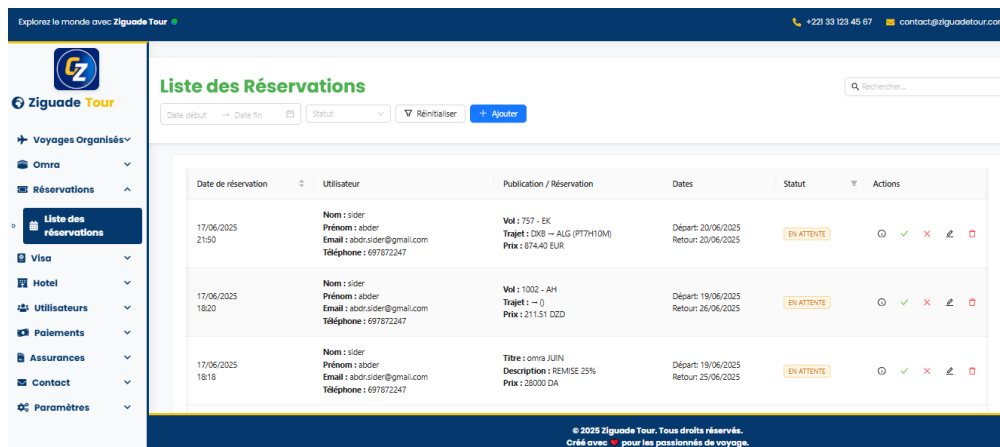 Explorez le monde avec Ziguade Tour
+221 33 123 45 67
contact@ziguadetour.com
GZ
Ziguade Tour
Liste des Réservations
Rechercher...
Date début → Date fin
Statut
Réinitialiser
+ Ajouter
Voyages Organisés
Omra
Réservations
Liste des
réservations
Visa
Hotel
Utilisateurs
Paiements
Assurances
Contact
Paramètres
Date de réservation
Utilisateur
Publication / Réservation
Dates
Statut
Actions
17/06/2025
21:50
Nom : sider
Prénom : abder
Email : abdr.sider@gmail.com
Téléphone : 697872247
Vol : 757 - EK
Trajet : DXB → ALG (PT7H10M)
Prix : 874.40 EUR
Départ: 20/06/2025
Retour: 20/06/2025
EN ATTENTE
17/06/2025
18:20
Nom : sider
Prénom : abder
Email : abdr.sider@gmail.com
Téléphone : 697872247
Vol : 1002 - AH
Trajet : → ()
Prix : 211.51 DZD
Départ: 19/06/2025
Retour: 26/06/2025
EN ATTENTE
17/06/2025
18:18
Nom : sider
Prénom : abder
Email : abdr.sider@gmail.com
Téléphone : 697872247
Titre : omra JUIN
Description : REMISE 25%
Prix : 28000 DA
Départ: 19/06/2025
Retour: 25/06/2025
EN ATTENTE
© 2025 Ziguade Tour. Tous droits réservés.
Créé avec ❤ pour les passionnés de voyage.